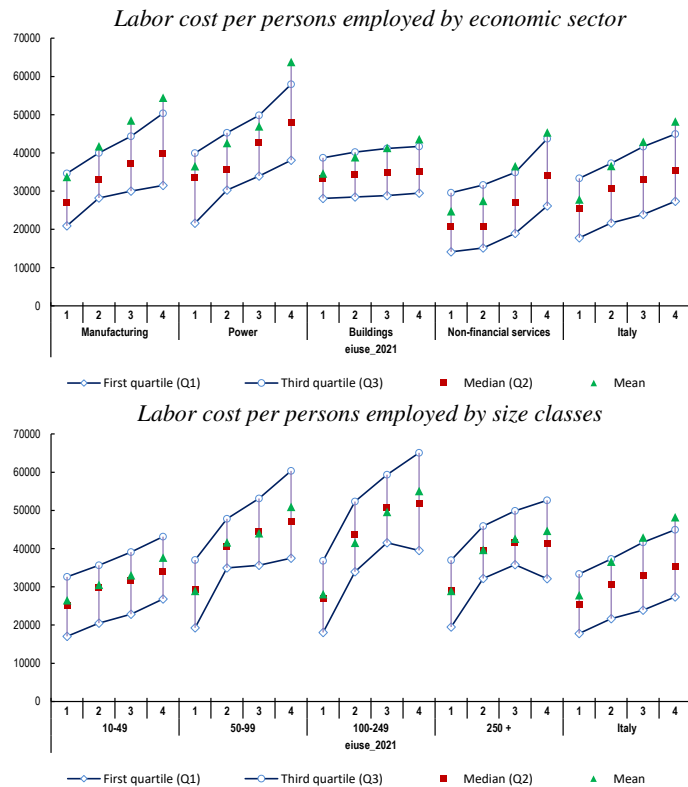 Labor cost per persons employed by economic sector
70000
60000
50000
40000
30000
20000
10000
0
1 2 3 4 1 2 3 4 1 2 3 4 1 2 3 4 1 2 3 4
Manufacturing Power Buildings Non-financial services Italy
eiuse_2021
First quartile (Q1) Third quartile (Q3) Median (Q2) Mean
Labor cost per persons employed by size classes
70000
60000
50000
40000
30000
20000
10000
0
1 2 3 4 1 2 3 4 1 2 3 4 1 2 3 4 1 2 3 4
10-49 50-99 100-249 250 + Italy
eiuse_2021
First quartile (Q1) Third quartile (Q3) Median (Q2) Mean